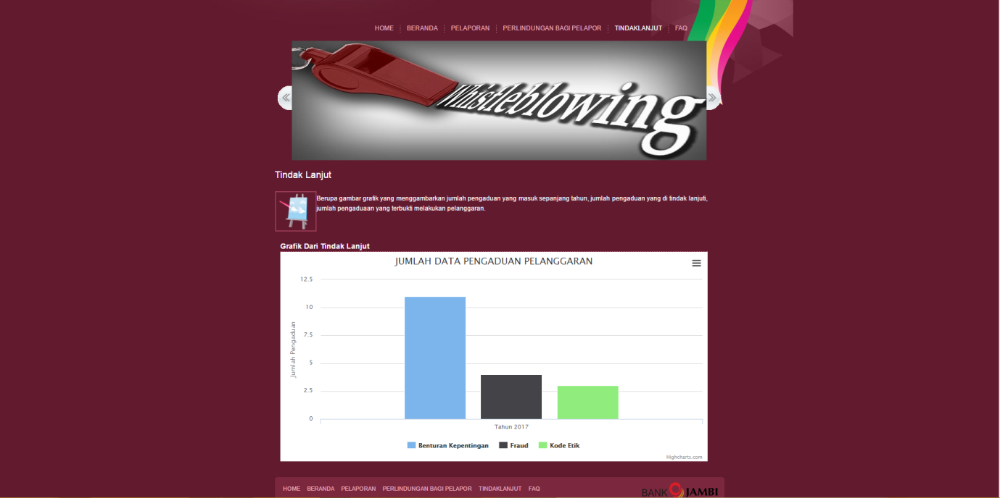 HOME BERANDA PELAPORAN PERLINDUNGAN BAGI PELAPOR TINDAKLANJUT FAQ
Whistleblowing
Tindak Lanjut
Berupa gambar grafik yang menggambarkan jumlah pengaduan yang masuk sepanjang tahun, jumlah pengaduan yang di tindak lanjuti,
jumlah pengaduaan yang terbukti melakukan pelanggaran.
Grafik Dari Tindak Lanjut
JUMLAH DATA PENGADUAN PELANGGARAN
Jumlah Pengaduan
12.5
10
7.5
5
2.5
0
Tahun 2017
Benturan Kepentingan Fraud Kode Etik
Highcharts.com
HOME BERANDA PELAPORAN PERLINDUNGAN BAGI PELAPOR TINDAKLANJUT FAQ
BANK JAMBI